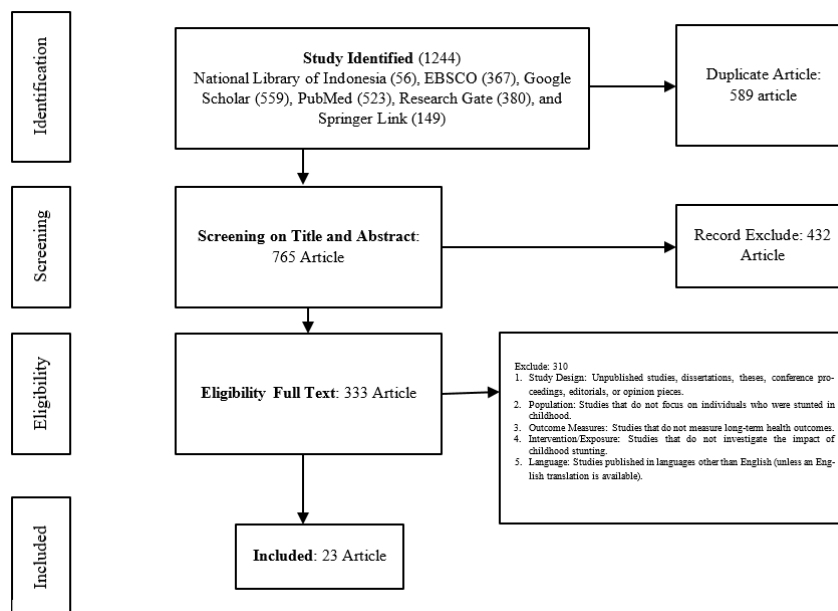 Identification
Study Identified (1244)
National Library of Indonesia (56), EBSCO (367), Google
Scholar (559), PubMed (523), Research Gate (380), and
Springer Link (149)
Duplicate Article:
589 article
Screening
Screening on Title and Abstract:
765 Article
Record Exclude: 432
Article
Eligibility
Eligibility Full Text: 333 Article
Exclude: 310
1. Study Design: Unpublished studies, dissertations, theses, conference pro-
ceedings, editorials, or opinion pieces.
2. Population: Studies that do not focus on individuals who were stunted in
childhood.
3. Outcome Measures: Studies that do not measure long-term health outcomes.
4. Intervention/Exposure: Studies that do not investigate the impact of
childhood stunting.
5. Language: Studies published in languages other than English (unless an Eng-
lish translation is available).
Included
Included: 23 Article